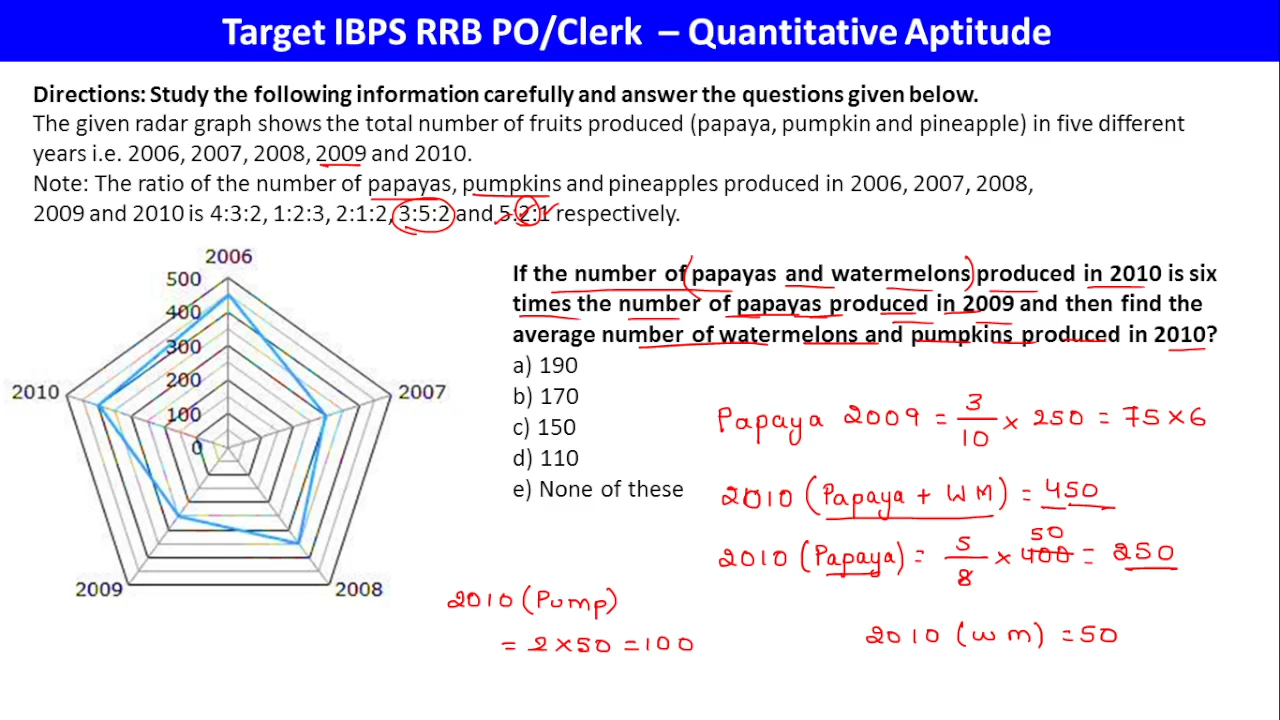 Target IBPS RRB PO/Clerk – Quantitative Aptitude
Directions: Study the following information carefully and answer the questions given below.
The given radar graph shows the total number of fruits produced (papaya, pumpkin and pineapple) in five different
years i.e. 2006, 2007, 2008, 2009 and 2010.
Note: The ratio of the number of papayas, pumpkins and pineapples produced in 2006, 2007, 2008,
2009 and 2010 is 4:3:2, 1:2:3, 2:1:2, 3:5:2 and 5:2:1 respectively.
2006
500
400
300
200
100
0
2010
2007
2009
2008
If the number of (papayas and watermelons) produced in 2010 is six
times the number of papayas produced in 2009 and then find the
average number of watermelons and pumpkins produced in 2010?
a) 190
b) 170
c) 150
d) 110
e) None of these
Papaya 2009 = 3/10 × 250 = 75 × 6
2010 (Papaya + WM) = 450
50
2010 (Papaya) = 5/8 × 400 = 250
2010 (Pump)
= 2 × 50 = 100
2010 (wm) = 50